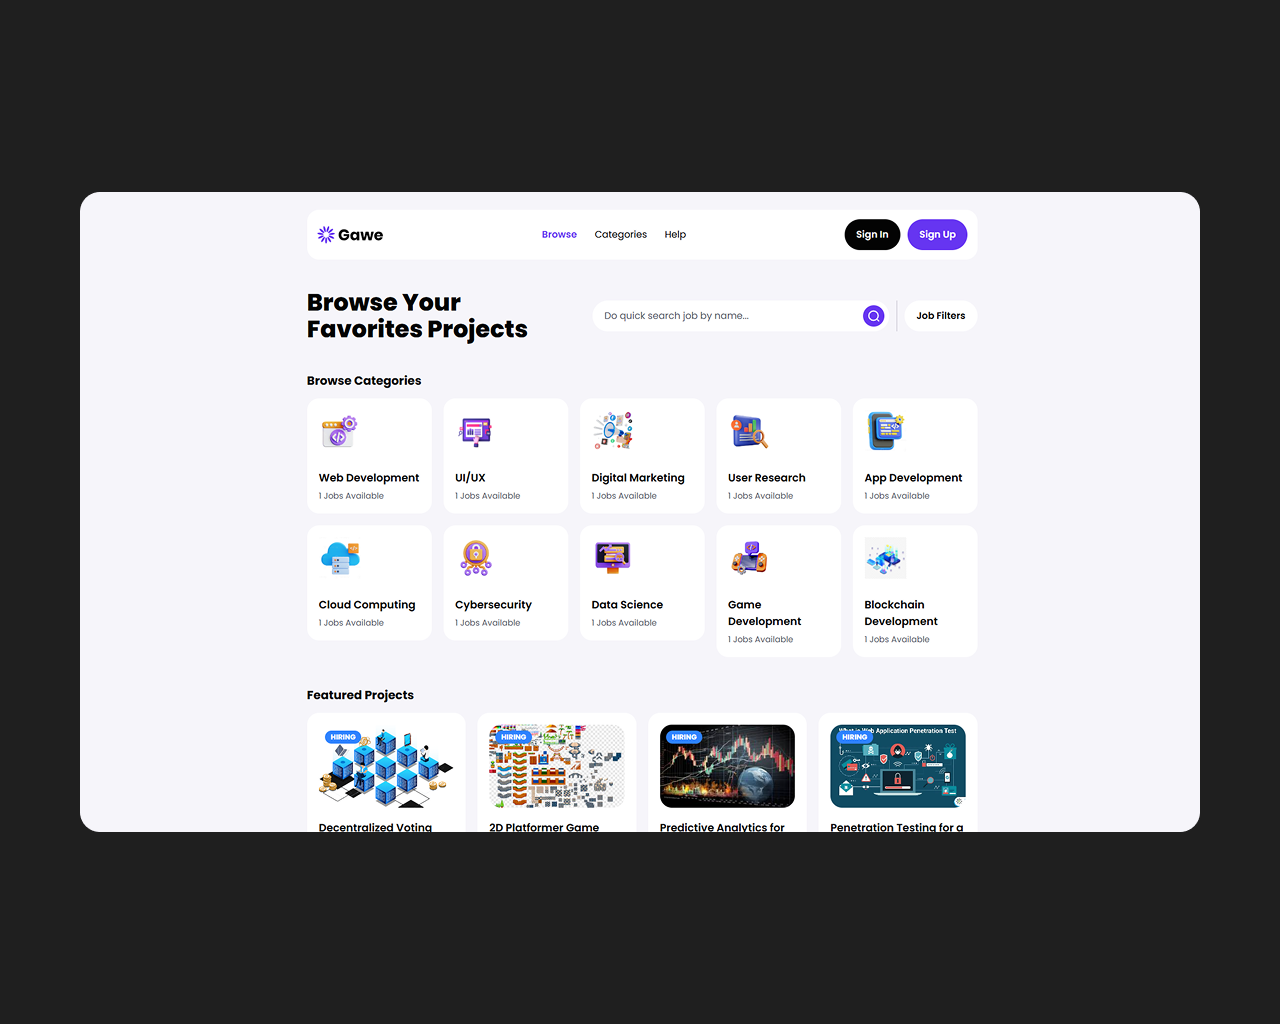 Gawe
Browse
Categories
Help
Sign In
Sign Up
Browse Your
Favorites Projects
Do quick search job by name...
Job Filters
Browse Categories
Web Development
1 Jobs Available
UI/UX
1 Jobs Available
Digital Marketing
1 Jobs Available
User Research
1 Jobs Available
App Development
1 Jobs Available
Cloud Computing
1 Jobs Available
Cybersecurity
1 Jobs Available
Data Science
1 Jobs Available
Game
Development
1 Jobs Available
Blockchain
Development
1 Jobs Available
Featured Projects
HIRING
Decentralized Voting
HIRING
2D Platformer Game
HIRING
Predictive Analytics for
What is Web Application Penetration Test
HIRING
Penetration Testing for a